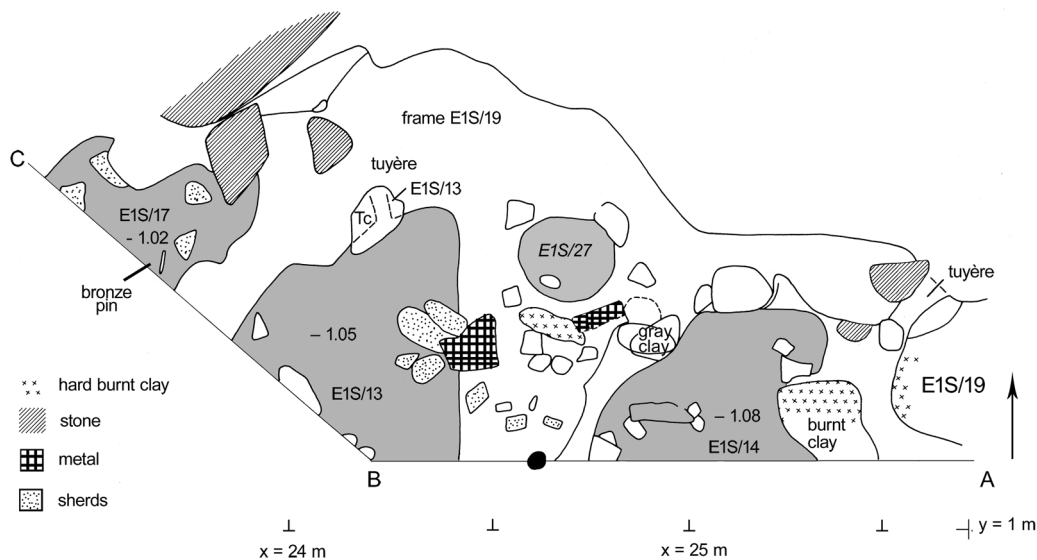 frame E1S/19
tuyère
E1S/13
Tc
C
E1S/17
- 1.02
bronze
pin
E1S/27
tuyère
– 1.05
gray
clay
E1S/13
– 1.08
E1S/14
burnt
clay
E1S/19
hard burnt clay
stone
metal
sherds
B
A
y = 1 m
x = 24 m
x = 25 m